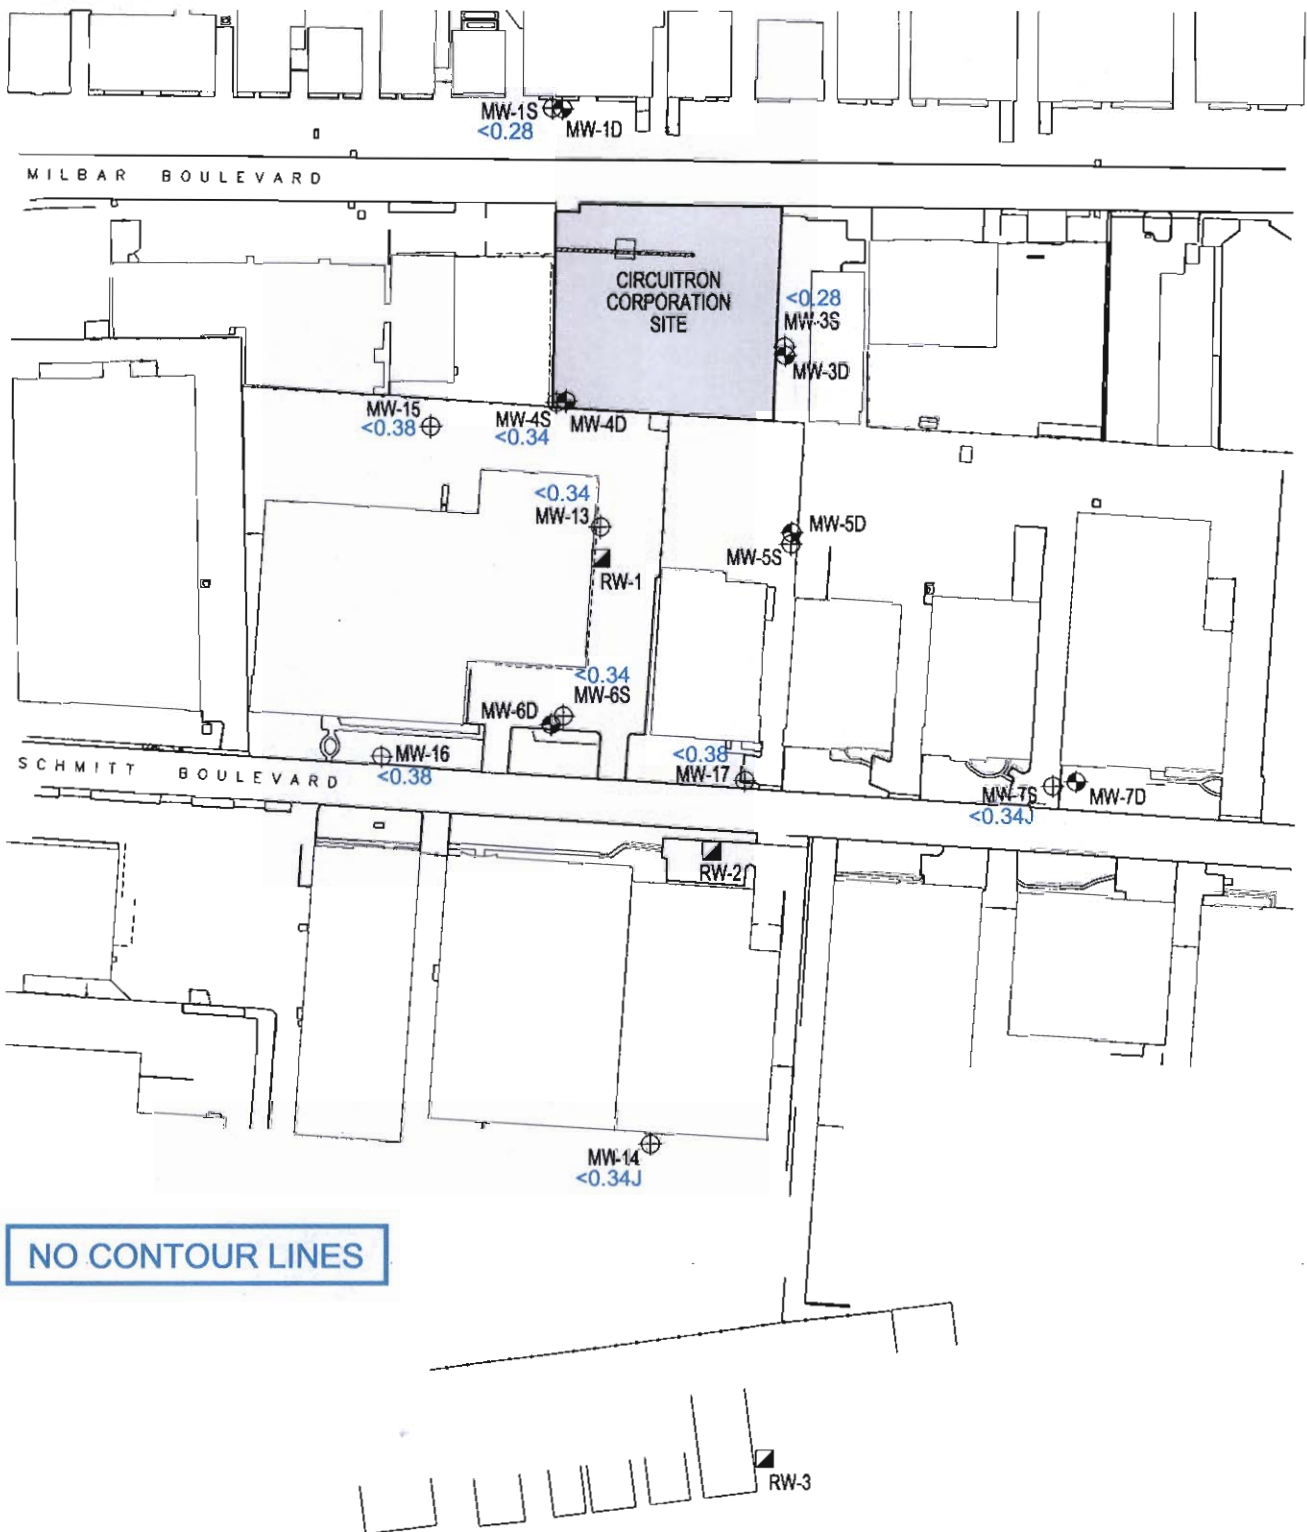 MW-1S
<0.28
MW-1D
MILBAR BOULEVARD
CIRCUITRON
CORPORATION
SITE
<0.28
MW-3S
MW-3D
MW-15
<0.38
MW-4S
<0.34
MW-4D
<0.34
MW-13
RW-1
MW-5D
MW-5S
<0.34
MW-6S
MW-6D
MW-16
<0.38
<0.38
MW-17
SCHMITT BOULEVARD
MW-7S
<0.34J
MW-7D
RW-2
MW-14
<0.34J
NO CONTOUR LINES
RW-3